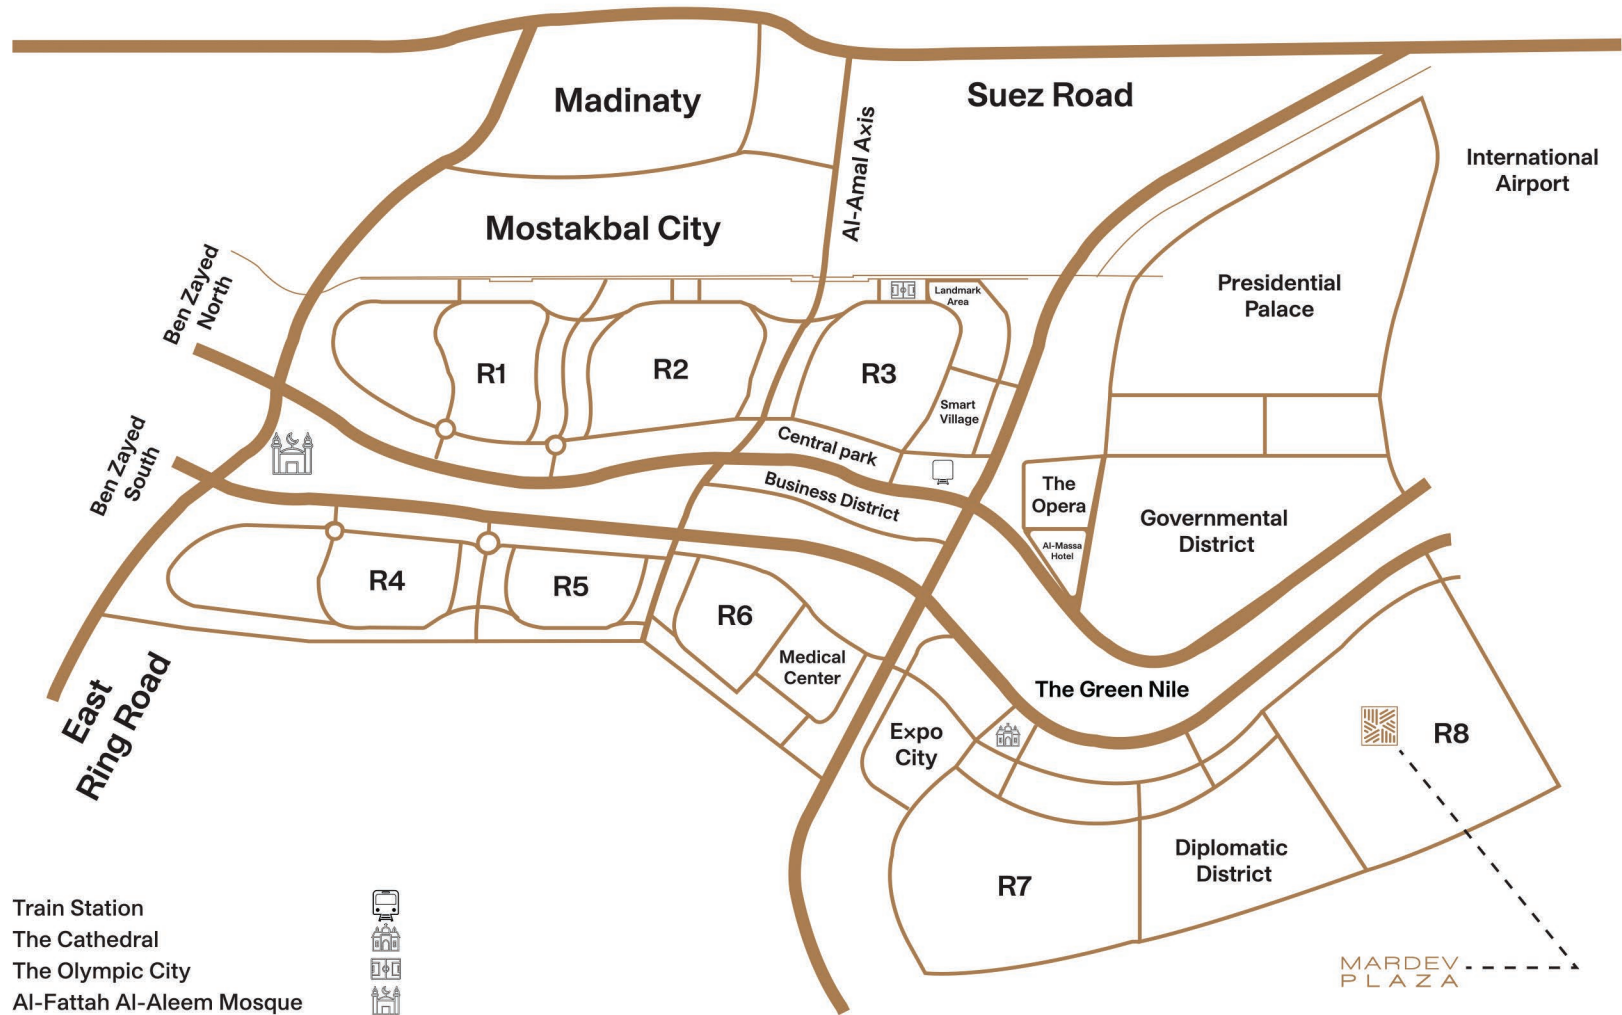 Madinaty
Suez Road
Al-Amal Axis
International
Airport
Mostakbal City
Ben Zayed
North
Presidential
Palace
Landmark
Area
R1
R2
R3
Smart
Village
Ben Zayed
South
Central park
Business District
The
Opera
Al-Massa
Hotel
Governmental
District
R4
R5
R6
Medical
Center
The Green Nile
East
Ring Road
Expo
City
R8
Diplomatic
District
R7
Train Station
The Cathedral
The Olympic City
Al-Fattah Al-Aleem Mosque
MARDEV
PLAZA